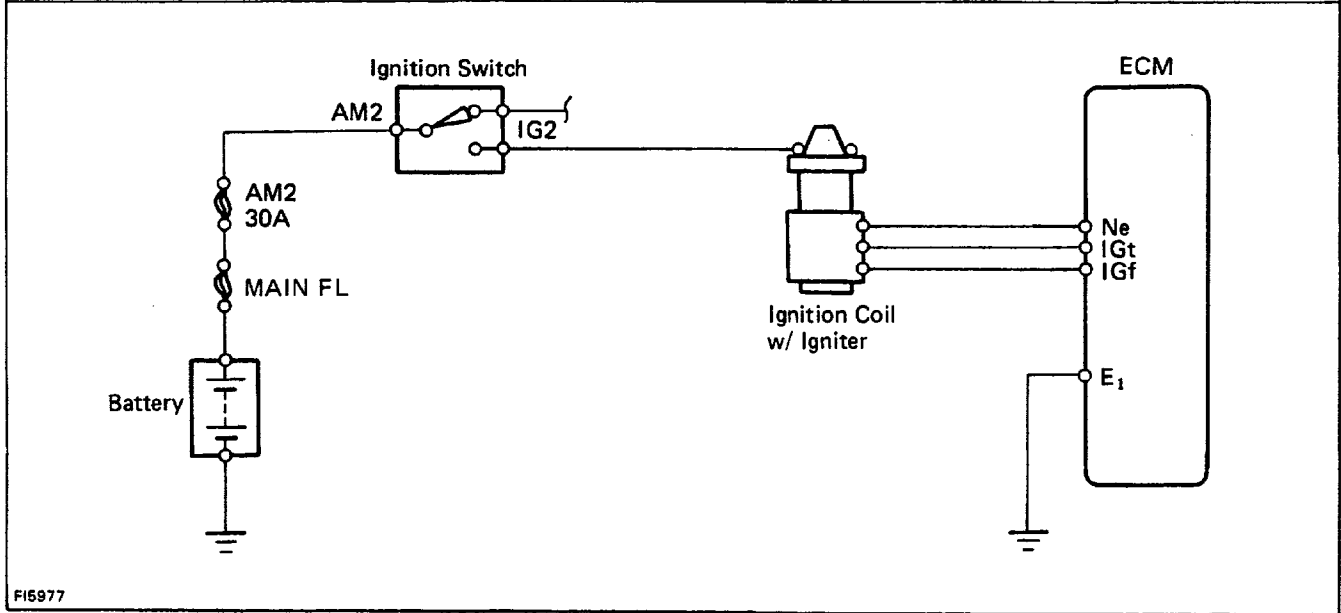 Ignition Switch
ECM
AM2
IG2
AM2
30A
MAIN FL
Battery
Ne
IGt
IGf
Ignition Coil
w/ Igniter
E₁
FI5977